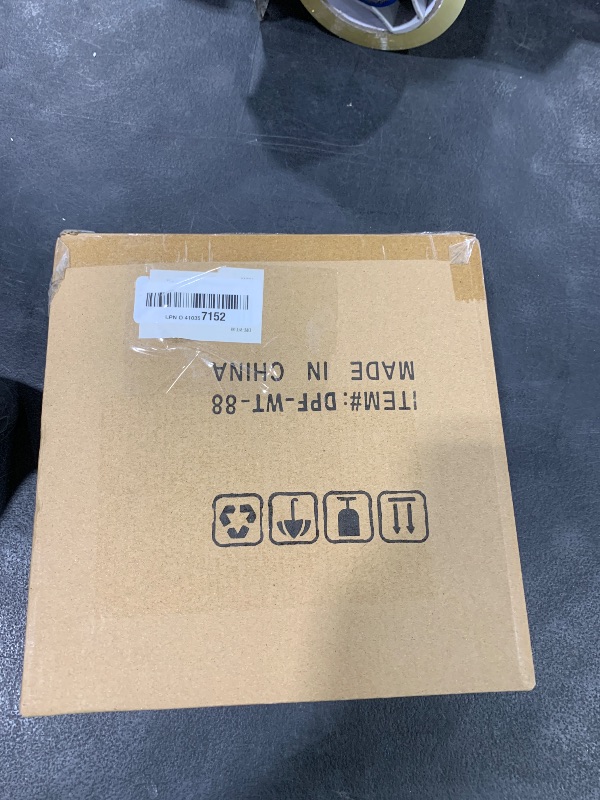 LPN D 41035 7152
ITEM#: DPF-WT-88
MADE IN CHINA